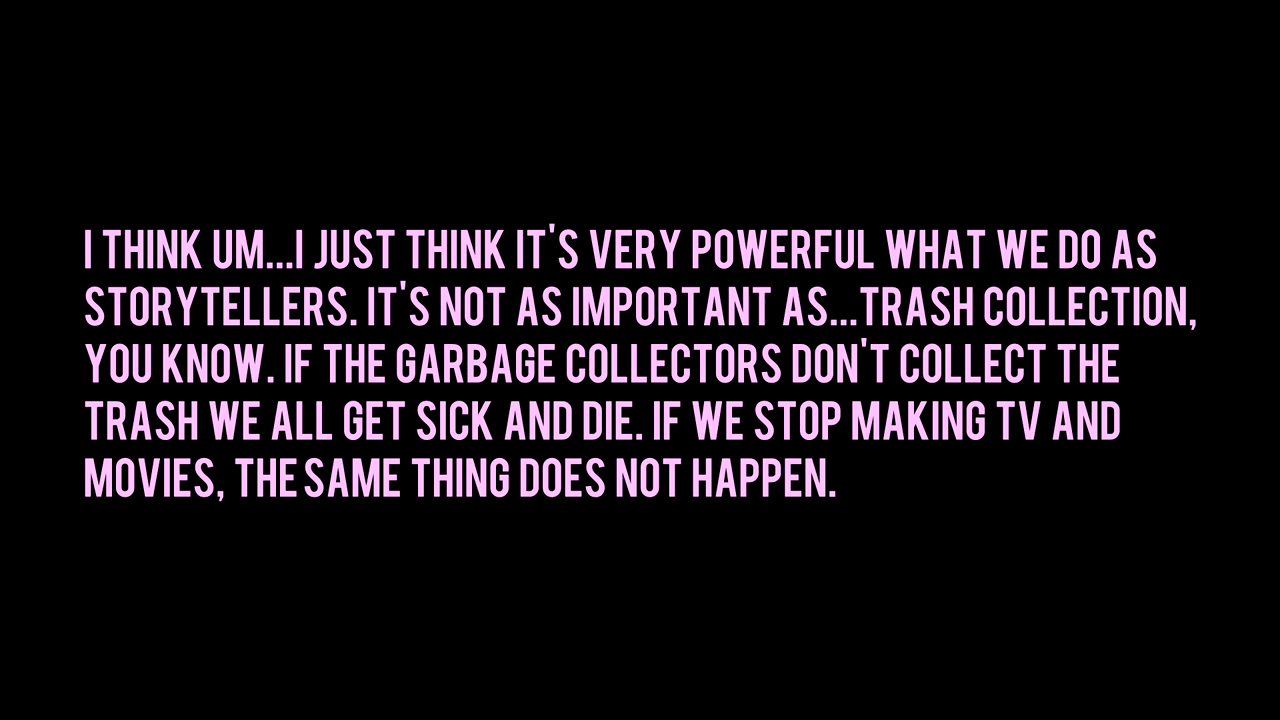 I THINK UM...I JUST THINK IT'S VERY POWERFUL WHAT WE DO AS
STORYTELLERS. IT'S NOT AS IMPORTANT AS...TRASH COLLECTION,
YOU KNOW. IF THE GARBAGE COLLECTORS DON'T COLLECT THE
TRASH WE ALL GET SICK AND DIE. IF WE STOP MAKING TV AND
MOVIES, THE SAME THING DOES NOT HAPPEN.